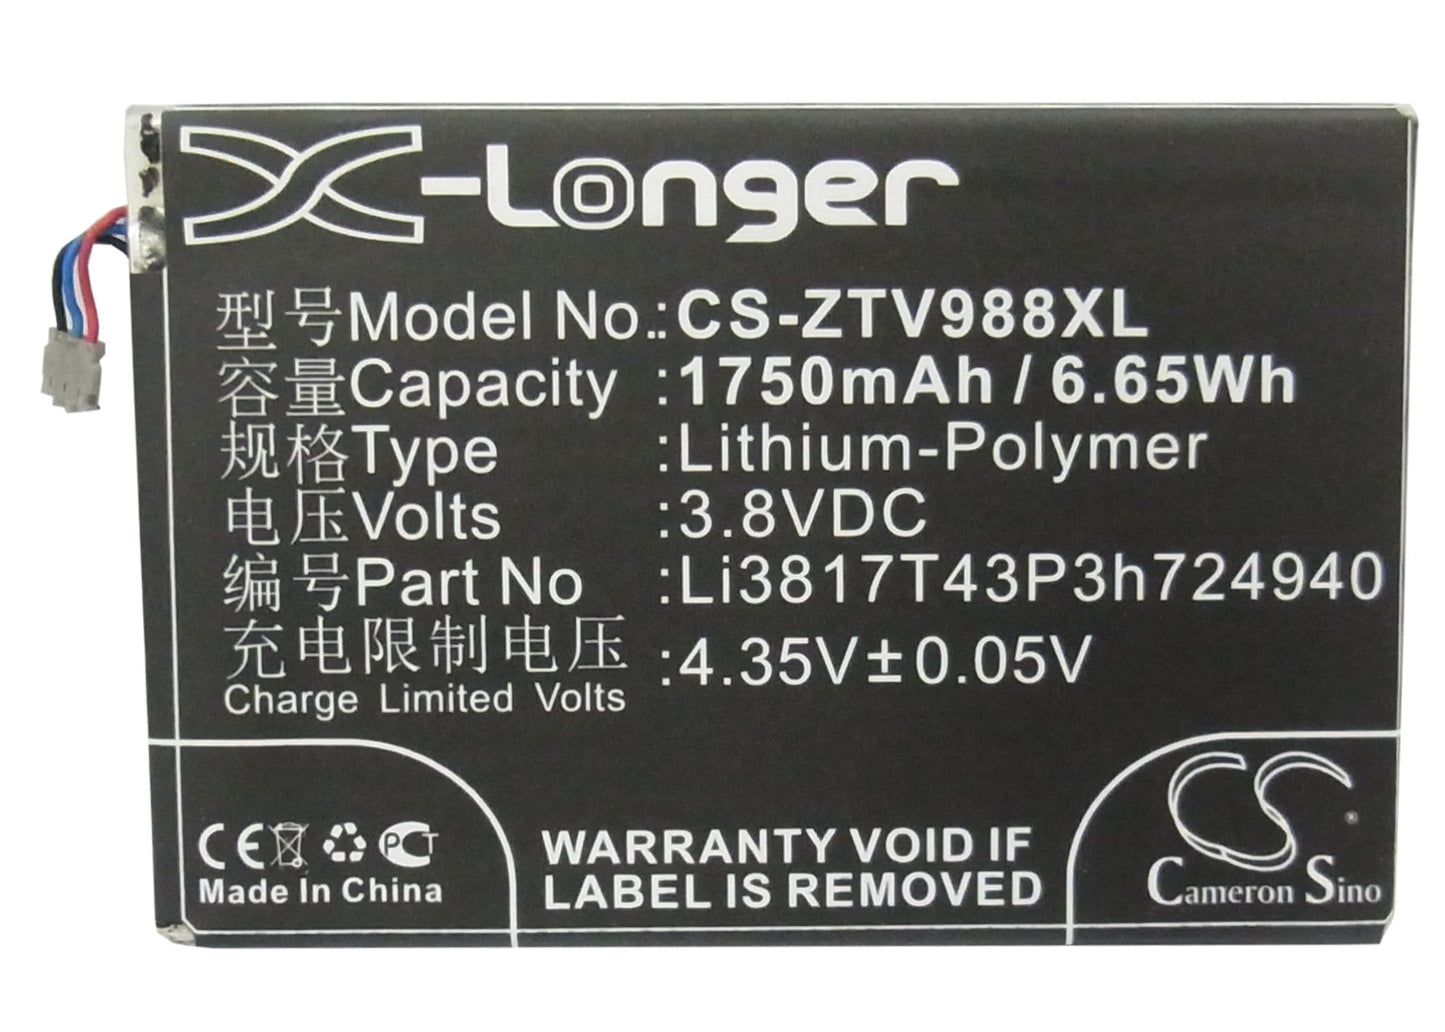 X-Longer
型号Model No.: CS-ZTV988XL
容量Capacity : 1750mAh / 6.65Wh
规格Type : Lithium-Polymer
电压Volts : 3.8VDC
编号Part No : Li3817T43P3h724940
充电限制电压 : 4.35V±0.05V
Charge Limited Volts
CE PCT
Made In China
WARRANTY VOID IF
LABEL IS REMOVED
CS
Cameron Sino